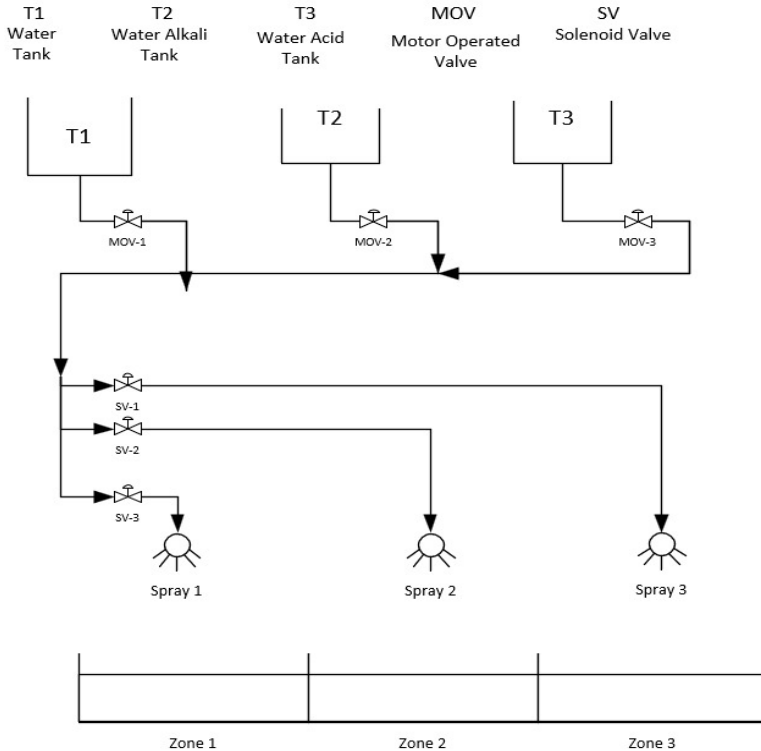 T1
Water
Tank
T2
Water Alkali
Tank
T3
Water Acid
Tank
MOV
Motor Operated
Valve
SV
Solenoid Valve
T1
T2
T3
MOV-1
MOV-2
MOV-3
SV-1
SV-2
SV-3
Spray 1
Spray 2
Spray 3
Zone 1
Zone 2
Zone 3